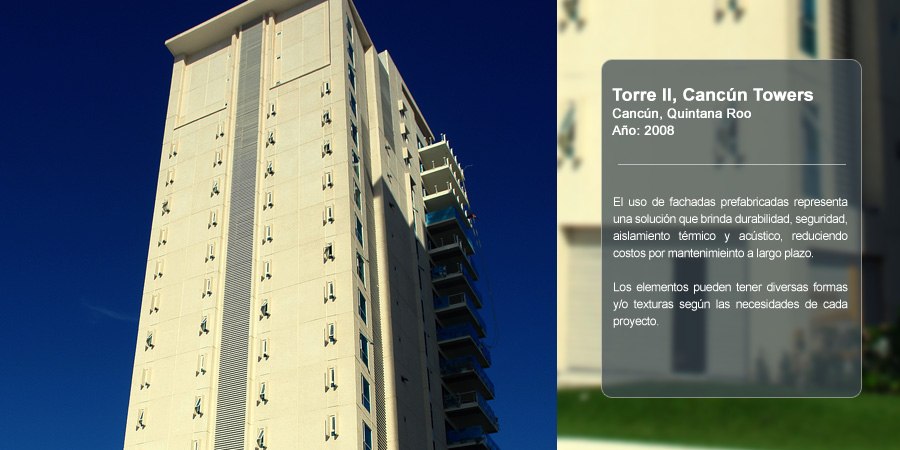 Torre II, Cancún Towers
Cancún, Quintana Roo
Año: 2008
El uso de fachadas prefabricadas representa
una solución que brinda durabilidad, seguridad,
aislamiento térmico y acústico, reduciendo
costos por mantenimieinto a largo plazo.
Los elementos pueden tener diversas formas
y/o texturas según las necesidades de cada
proyecto.